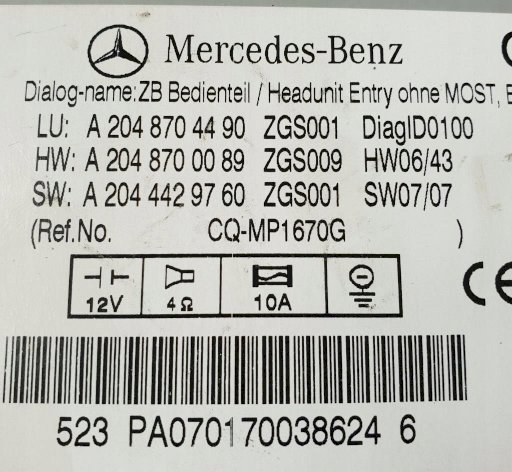 Mercedes-Benz
Dialog-name:ZB Bedienteil / Headunit Entry ohne MOST,
LU: A 204 870 44 90 ZGS001 DiagID0100
HW: A 204 870 00 89 ZGS009 HW06/43
SW: A 204 442 97 60 ZGS001 SW07/07
(Ref.No. CQ-MP1670G )
12V 4Ω 10A
CE
523 PA070170038624 6